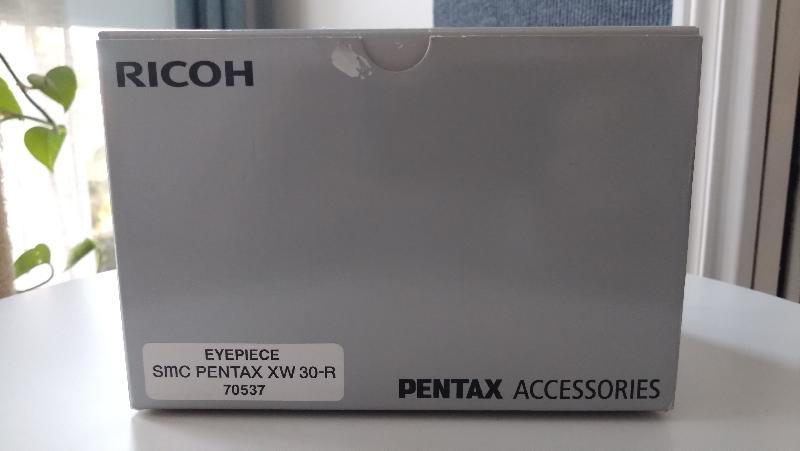 RICOH
EYEPIECE
smc PENTAX XW 30-R
70537
PENTAX ACCESSORIES